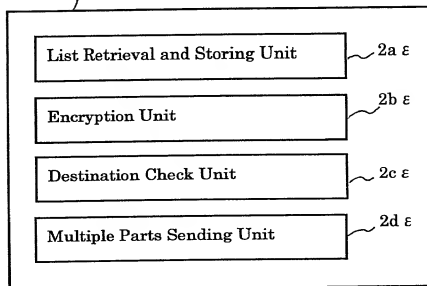 List Retrieval and Storing Unit 2a ε
Encryption Unit 2b ε
Destination Check Unit 2c ε
Multiple Parts Sending Unit 2d ε